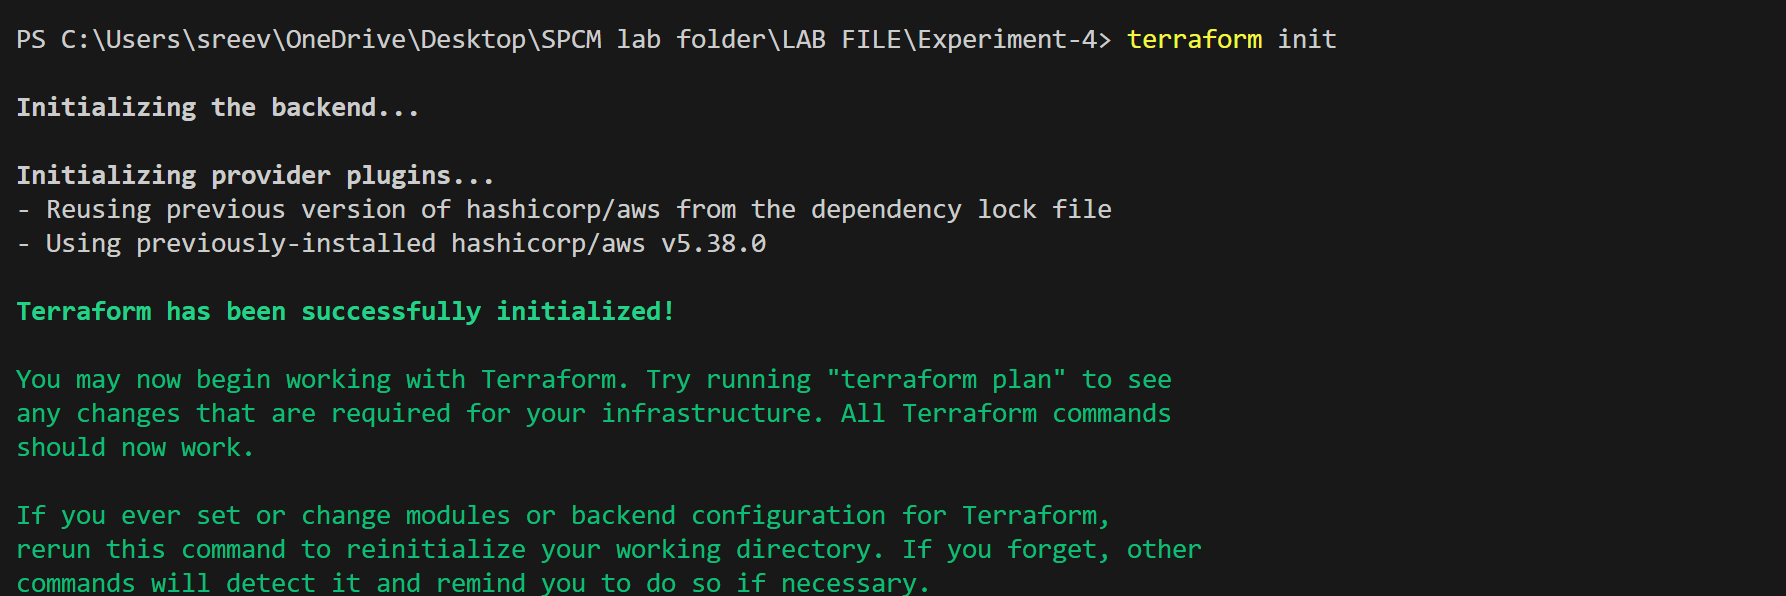 PS C:\Users\sreev\OneDrive\Desktop\SPCM lab folder\LAB FILE\Experiment-4> terraform init
Initializing the backend...
Initializing provider plugins...
- Reusing previous version of hashicorp/aws from the dependency lock file
- Using previously-installed hashicorp/aws v5.38.0
Terraform has been successfully initialized!
You may now begin working with Terraform. Try running "terraform plan" to see
any changes that are required for your infrastructure. All Terraform commands
should now work.
If you ever set or change modules or backend configuration for Terraform,
rerun this command to reinitialize your working directory. If you forget, other
commands will detect it and remind you to do so if necessary.